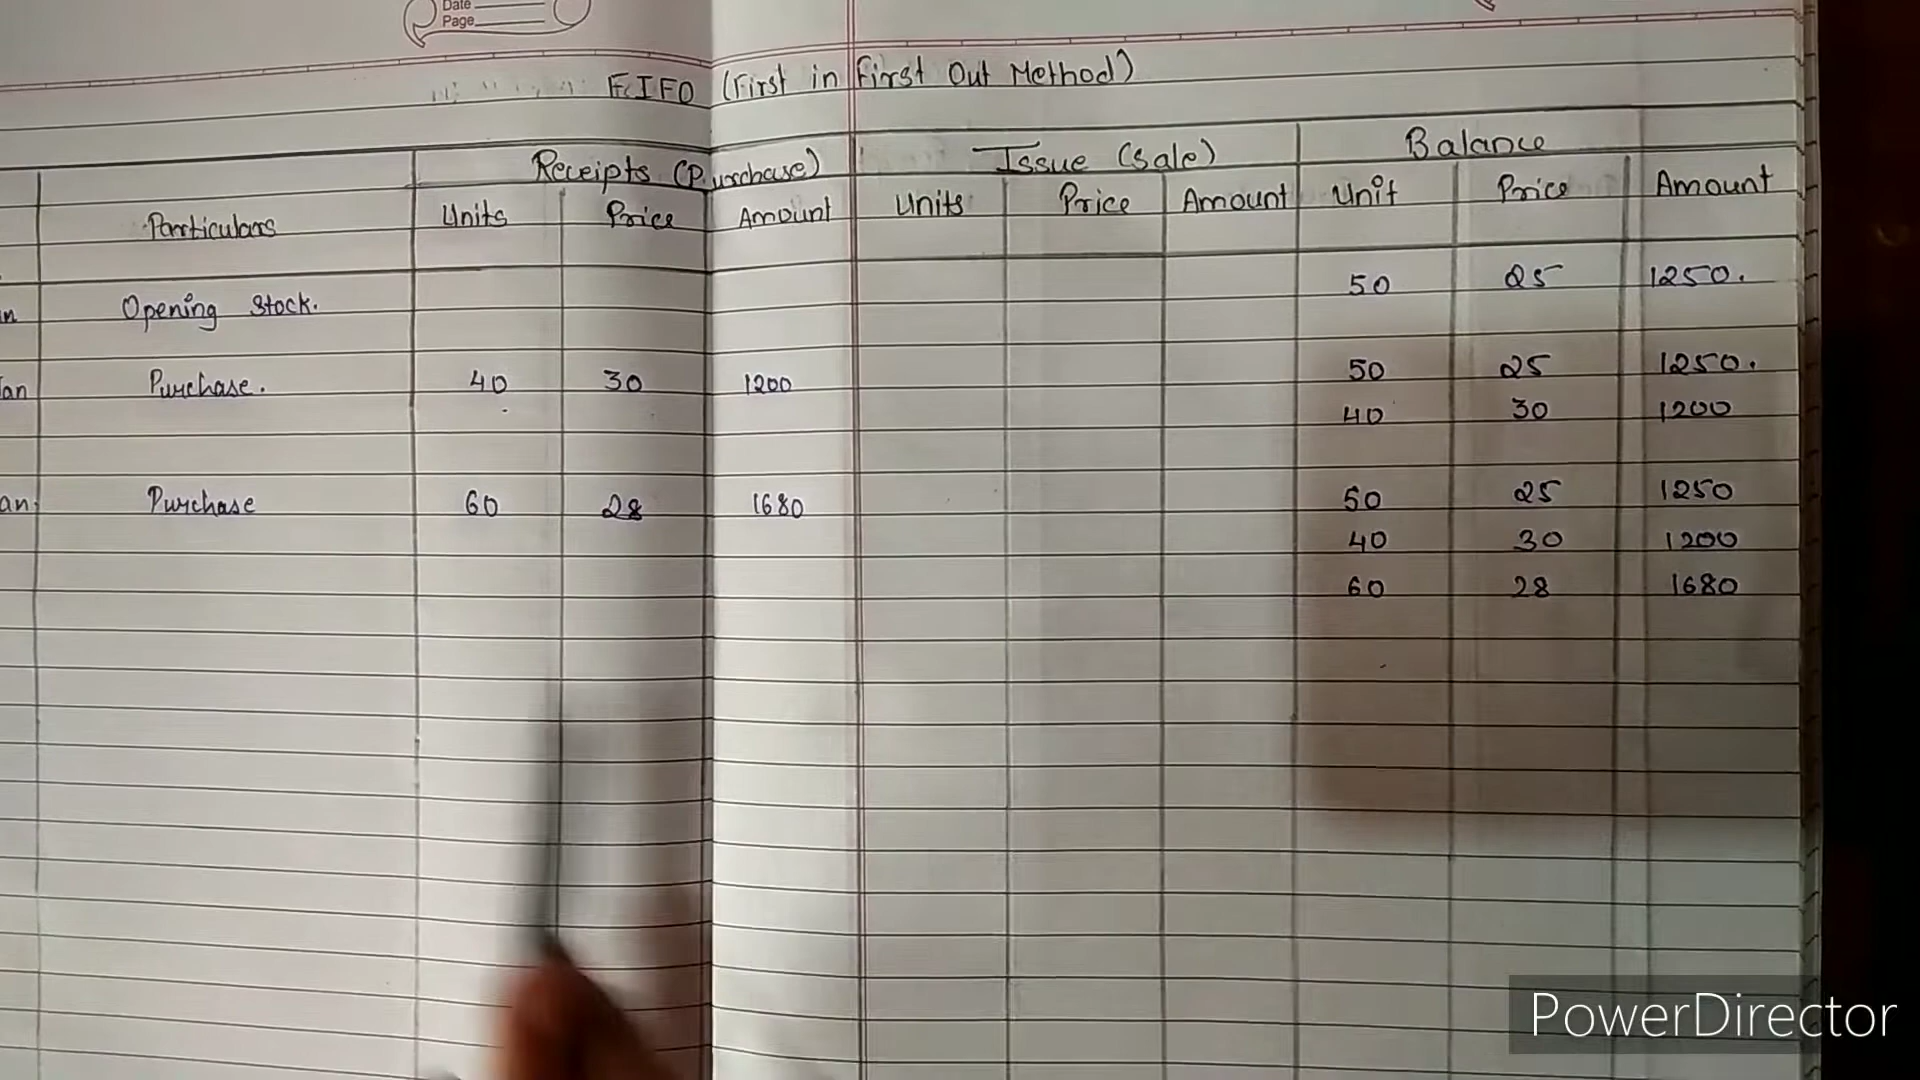 Date
Page
FIFO (First in First Out Method)
Receipts (Purchase) Issue (Sale) Balance
Particulars Units Price Amount Units Price Amount Unit Price Amount
Opening Stock. 50 25 1250.
an Purchase. 40 30 1200 50 25 1250.
40 30 1200
an. Purchase 60 28 1680 50 25 1250
40 30 1200
60 28 1680
PowerDirector